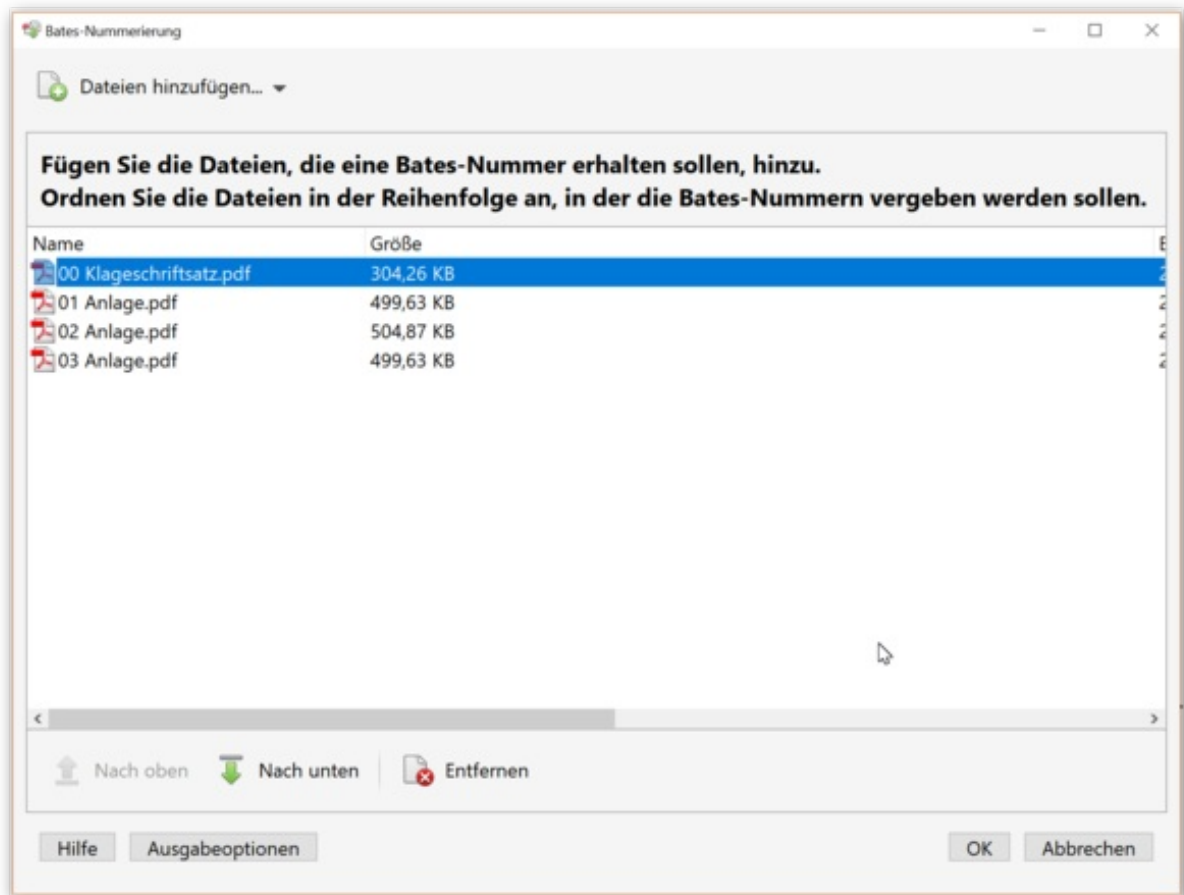 Bates-Nummerierung
Dateien hinzufügen...
Fügen Sie die Dateien, die eine Bates-Nummer erhalten sollen, hinzu.
Ordnen Sie die Dateien in der Reihenfolge an, in der die Bates-Nummern vergeben werden sollen.
Name Größe
00 Klageschriftsatz.pdf 304,26 KB
01 Anlage.pdf 499,63 KB
02 Anlage.pdf 504,87 KB
03 Anlage.pdf 499,63 KB
Nach oben Nach unten Entfernen
Hilfe Ausgabeoptionen OK Abbrechen